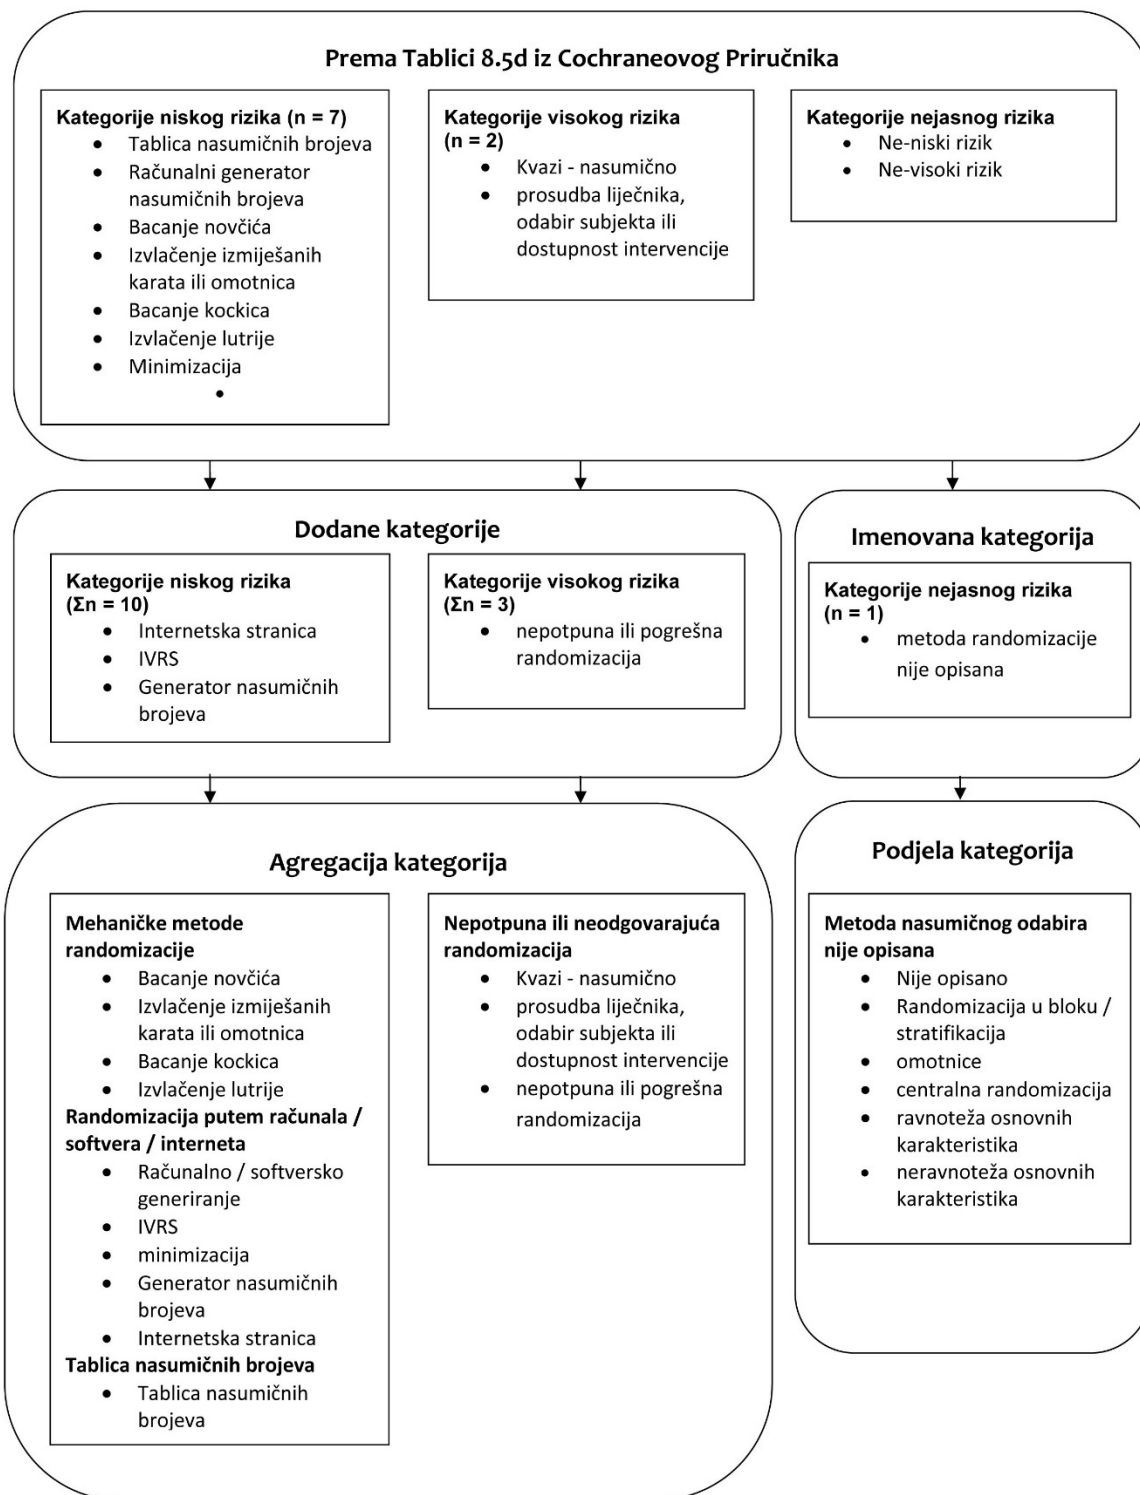 Prema Tablici 8.5d iz Cochraneovog Priručnika
Kategorije niskog rizika (n = 7)
• Tablica nasumičnih brojeva
• Računalni generator
nasumičnih brojeva
• Bacanje novčića
• Izvlačenje izmiješanih
karata ili omotnica
• Bacanje kockica
• Izvlačenje lutrije
• Minimizacija
•
Kategorije visokog rizika
(n = 2)
• Kvazi - nasumično
• prosudba liječnika,
odabir subjekta ili
dostupnost intervencije
Kategorije nejasnog rizika
• Ne-niski rizik
• Ne-visoki rizik
Dodane kategorije
Kategorije niskog rizika
(Σn = 10)
• Internetska stranica
• IVRS
• Generator nasumičnih
brojeva
Kategorije visokog rizika
(Σn = 3)
• nepotpuna ili pogrešna
randomizacija
Imenovana kategorija
Kategorije nejasnog rizika
(n = 1)
• metoda randomizacije
nije opisana
Agregacija kategorija
Mehaničke metode
randomizacije
• Bacanje novčića
• Izvlačenje izmiješanih
karata ili omotnica
• Bacanje kockica
• Izvlačenje lutrije
Randomizacija putem računala /
softvera / interneta
• Računalno / softversko
generiranje
• IVRS
• minimizacija
• Generator nasumičnih
brojeva
• Internetska stranica
Tablica nasumičnih brojeva
• Tablica nasumičnih
brojeva
Nepotpuna ili neodgovarajuća
randomizacija
• Kvazi - nasumično
• prosudba liječnika,
odabir subjekta ili
dostupnost intervencije
• nepotpuna ili pogrešna
randomizacija
Podjela kategorija
Metoda nasumičnog odabira
nije opisana
• Nije opisano
• Randomizacija u bloku /
stratifikacija
• omotnice
• centralna randomizacija
• ravnoteža osnovnih
karakteristika
• neravnoteža osnovnih
karakteristika